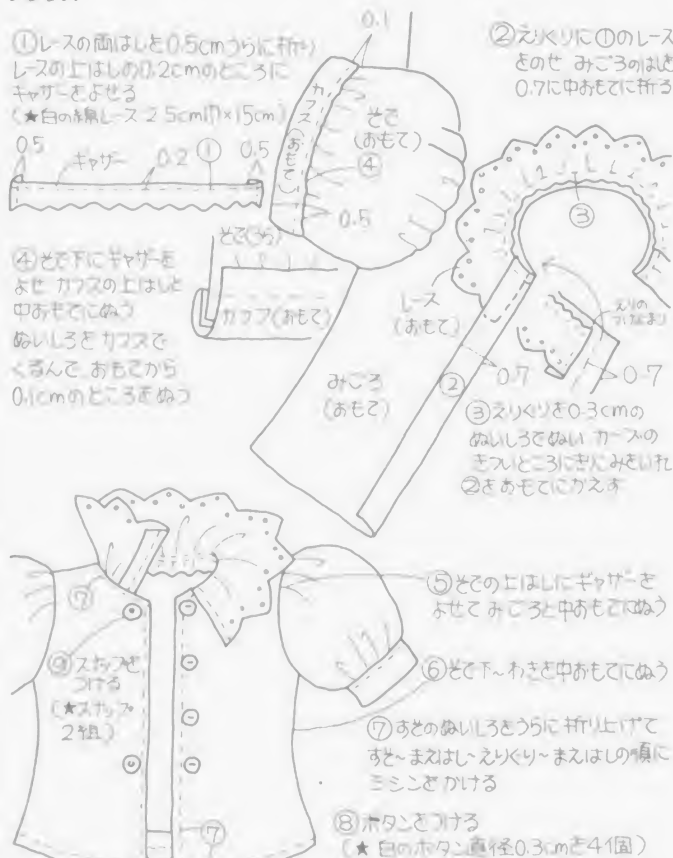 ①レースの両はしを0.5cmうらに折り
レースの上はしの0.2cmのところに
ギャザーをよせる
(★白の綿レース2.5cm巾×15cm)
0.5
ギャザー
0.2
①
0.5
0.1
カフス(おもて)
そで
(おもて)
④
0.5
②えりぐりに①のレース
をのせ みごろのはしを
0.7に中おもてに折る
③
④そで下にギャザーを
よせ カフスの上はしと
中おもてにぬう
ぬいしろをカフスで
くるんで おもてから
0.1cmのところをぬう
そで(うら)
カフス(おもて)
レース
(おもて)
みごろ
(おもて)
②
0.7
えりの
つけどまり
0.7
③えりぐりを0.3cmの
ぬいしろでぬい カーブの
きついところにきりこみをいれ
②をおもてにかえす
⑦
⑨スナップを
つける
(★スナップ
2組)
⑤そでの上はしにギャザーを
よせて みごろと中おもてにぬう
⑥そで下~わきを中おもてにぬう
⑦すそのぬいしろをうらに折り上げて
すそ~まえはし~えりぐり~まえはしの順に
ミシンをかける
⑦
⑧ボタンをつける
(★白のボタン直径0.3cmを4個)